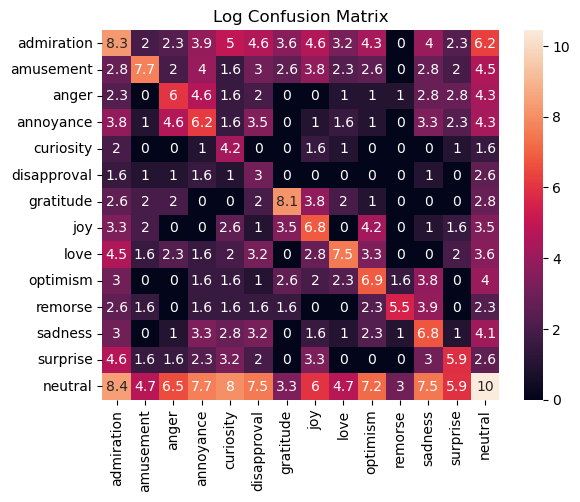 Log Confusion Matrix
admiration 8.3 2 2.3 3.9 5 4.6 3.6 4.6 3.2 4.3 0 4 2.3 6.2
amusement 2.8 7.7 2 4 1.6 3 2.6 3.8 2.3 2.6 0 2.8 2 4.5
anger 2.3 0 6 4.6 1.6 2 0 0 1 1 1 2.8 2.8 4.3
annoyance 3.8 1 4.6 6.2 1.6 3.5 0 1 1.6 1 0 3.3 2.3 4.3
curiosity 2 0 0 1 4.2 0 0 1.6 1 0 0 0 1 1.6
disapproval 1.6 1 1 1.6 1 3 0 0 0 0 0 1 0 2.6
gratitude 2.6 2 2 0 0 2 8.1 3.8 2 1 0 0 0 2.8
joy 3.3 2 0 0 2.6 1 3.5 6.8 0 4.2 0 1 1.6 3.5
love 4.5 1.6 2.3 1.6 2 3.2 0 2.8 7.5 3.3 0 0 2 3.6
optimism 3 0 0 1.6 1.6 1 2.6 2 2.3 6.9 1.6 3.8 0 4
remorse 2.6 1.6 0 1.6 1.6 1.6 1.6 0 0 2.3 5.5 3.9 0 2.3
sadness 3 0 1 3.3 2.8 3.2 0 1.6 1 2.3 1 6.8 1 4.1
surprise 4.6 1.6 1.6 2.3 3.2 2 0 3.3 0 0 0 3 5.9 2.6
neutral 8.4 4.7 6.5 7.7 8 7.5 3.3 6 4.7 7.2 3 7.5 5.9 10
admiration
amusement
anger
annoyance
curiosity
disapproval
gratitude
joy
love
optimism
remorse
sadness
surprise
neutral
10
8
6
4
2
0